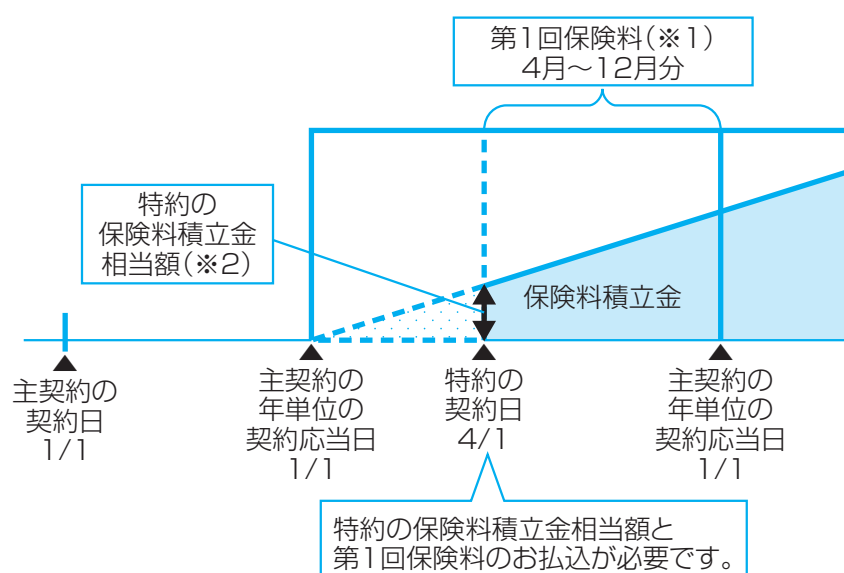 第1回保険料(※1)
4月〜12月分
特約の
保険料積立金
相当額(※2)
保険料積立金
主契約の
契約日
1/1
主契約の
年単位の
契約応当日
1/1
特約の
契約日
4/1
主契約の
年単位の
契約応当日
1/1
特約の保険料積立金相当額と
第1回保険料のお払込が必要です。